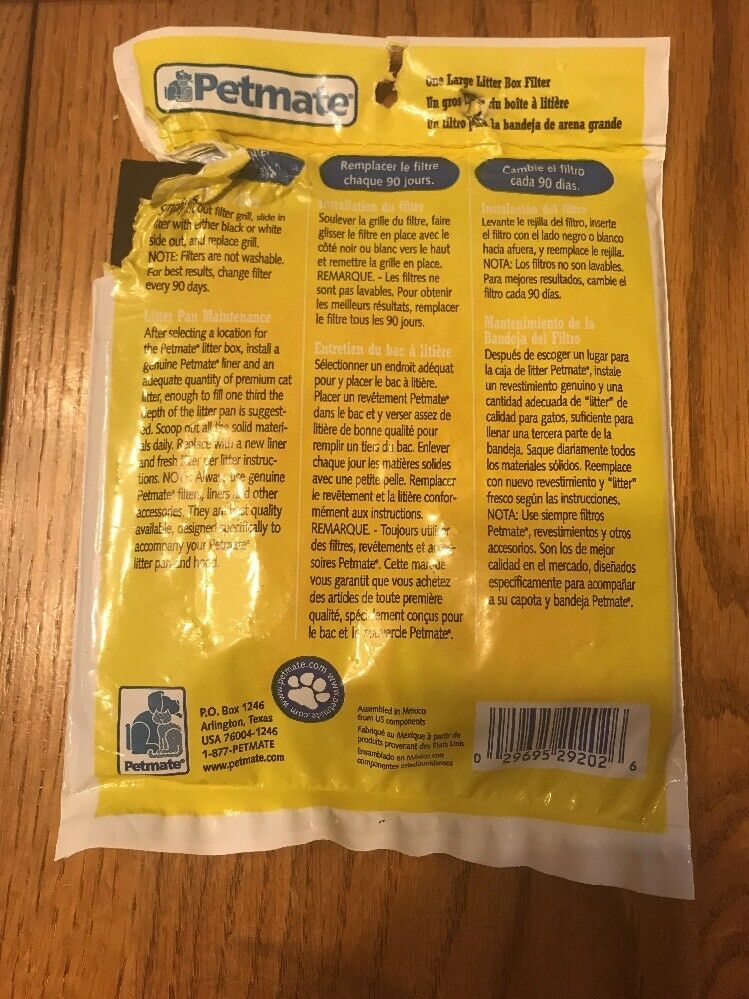 Petmate
One Large Litter Box Filter
Un gros du boîte à litière
Un filtro la bandeja de arena grande
out filter grill, slide in
with either black or white
side out, and replace grill.
NOTE: Filters are not washable.
For best results, change filter
every 90 days.
Litter Pan Maintenance
After selecting a location for
the Petmate® litter box, install a
genuine Petmate® liner and an
adequate quantity of premium cat
litter, enough to fill one third the
depth of the litter pan is suggest-
ed. Scoop out all the solid materi-
als daily. Replace with a new liner
and fresh litter per litter instruc-
tions. NOTE: Always use genuine
Petmate® filters, liners and other
accessories. They are best quality
available, designed specifically to
accompany your Petmate®
litter pan and hood.
Remplacer le filtre
chaque 90 jours.
Installation du filtre
Soulever la grille du filtre, faire
glisser le filtre en place avec le
côté noir ou blanc vers le haut
et remettre la grille en place.
REMARQUE. - Les filtres ne
sont pas lavables. Pour obtenir
les meilleurs résultats, remplacer
le filtre tous les 90 jours.
Entretien du bac à litière
Sélectionner un endroit adéquat
pour y placer le bac à litière.
Placer un revêtement Petmate®
dans le bac et y verser assez de
litière de bonne qualité pour
remplir un tiers du bac. Enlever
chaque jour les matières solides
avec une petite pelle. Remplacer
le revêtement et la litière confor-
mément aux instructions.
REMARQUE. - Toujours utiliser
des filtres, revêtements et acces-
soires Petmate®. Cette marque
vous garantit que vous achetez
des articles de toute première
qualité, spécialement conçus pour
le bac et le couvercle Petmate®.
Cambie el filtro
cada 90 dias.
Instalación del filtro
Levante le rejilla del filtro, inserte
el filtro con el lado negro o blanco
hacia afuera, y reemplace le rejilla.
NOTA: Los filtros no son lavables.
Para mejores resultados, cambie el
filtro cada 90 días.
Mantenimiento de la
Bandeja del Filtro
Después de escoger un lugar para
la caja de litter Petmate®, instale
un revestimiento genuino y una
cantidad adecuada de "litter" de
calidad para gatos, suficiente para
llenar una tercera parte de la
bandeja. Saque diariamente todos
los materiales sólidos. Reemplace
con nuevo revestimiento y "litter"
fresco según las instrucciones.
NOTA: Use siempre filtros
Petmate®, revestimientos y otros
accesorios. Son los de mejor
calidad en el mercado, diseñados
específicamente para acompañar
a su capota y bandeja Petmate®.
Petmate®
P.O. Box 1246
Arlington, Texas
USA 76004-1246
1-877-PETMATE
www.petmate.com
www.petmate.com www.petmate.com
Assembled in Mexico
from US components
Fabriqué au Mexique à partir de
produits provenant des Etats Unis
Ensamblado en México con
componentes estadounidenses
0 29695 29202 6